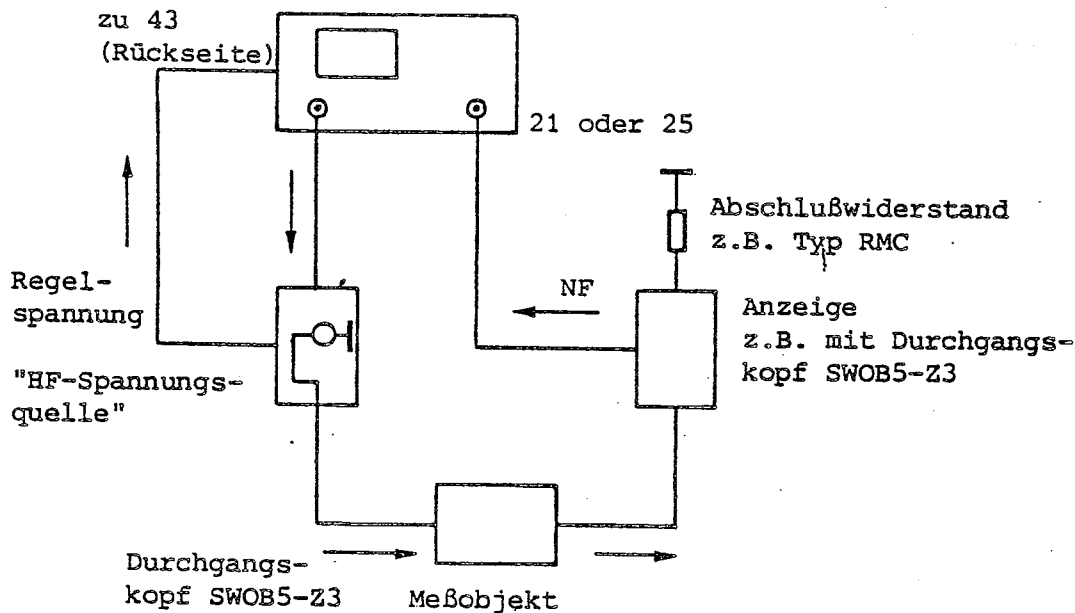 zu 43
(Rückseite)
21 oder 25
Abschlußwiderstand
z.B. Typ RMC
Regel-
spannung
NF
Anzeige
z.B. mit Durchgangs-
kopf SWOB5-Z3
"HF-Spannungs-
quelle"
Durchgangs-
kopf SWOB5-Z3
Meßobjekt